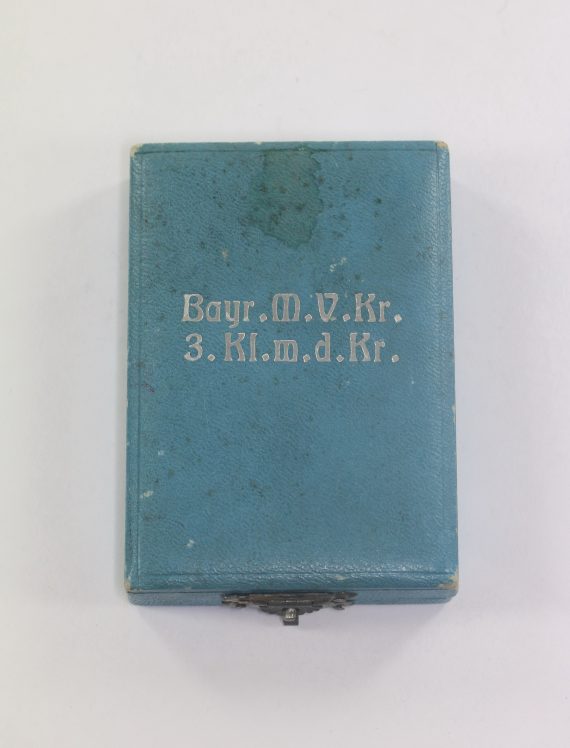 Bayr. M. V. Kr.
3. Kl. m. d. Kr.